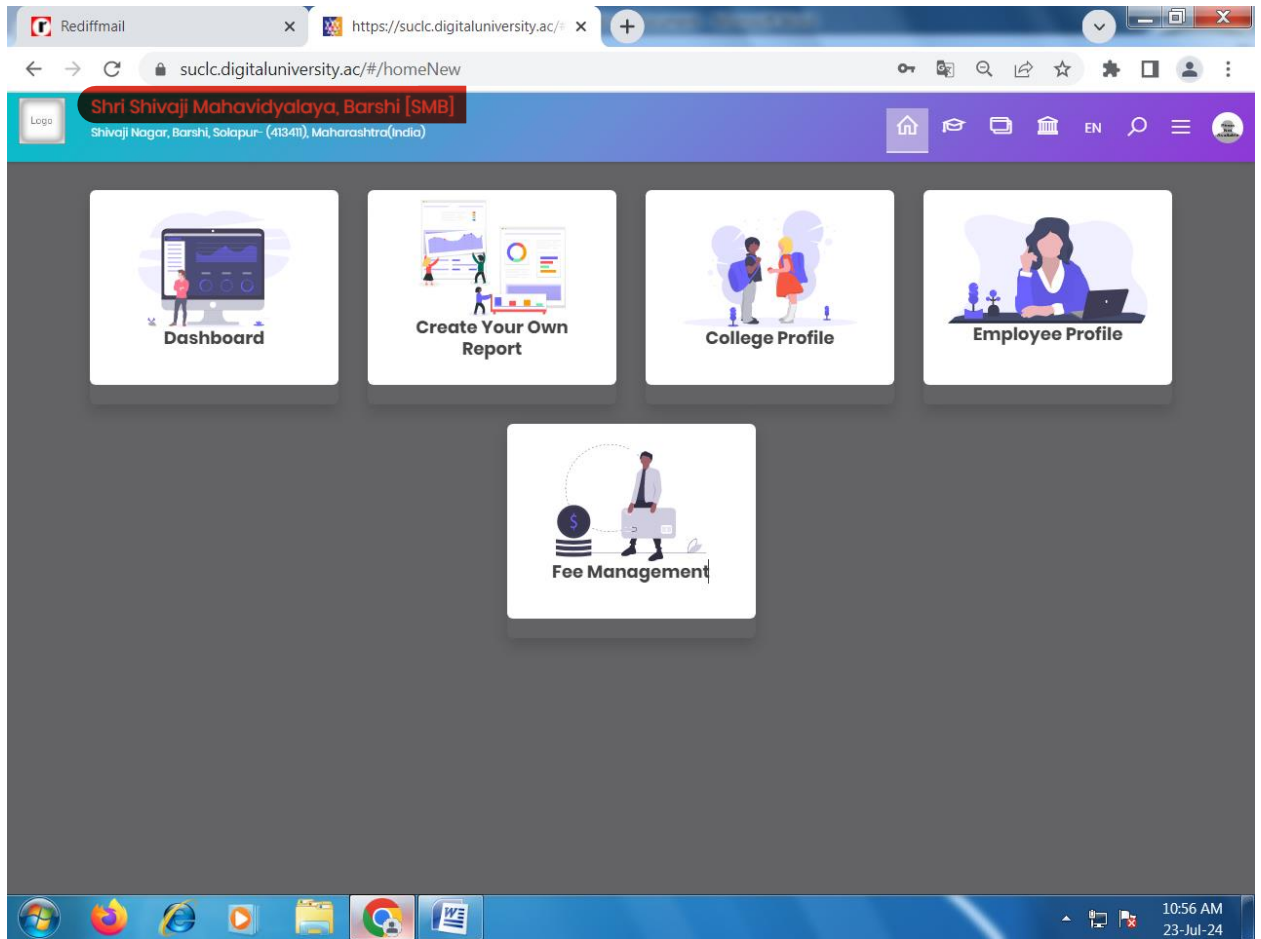 Rediffmail
https://suclc.digitaluniversity.ac/#
suclc.digitaluniversity.ac/#/homeNew
Logo
Shri Shivaji Mahavidyalaya, Barshi [SMB]
Shivaji Nagar, Barshi, Solapur- (413411), Maharashtra(India)
EN
Dashboard
Create Your Own
Report
College Profile
Employee Profile
$
Fee Management
10:56 AM
23-Jul-24